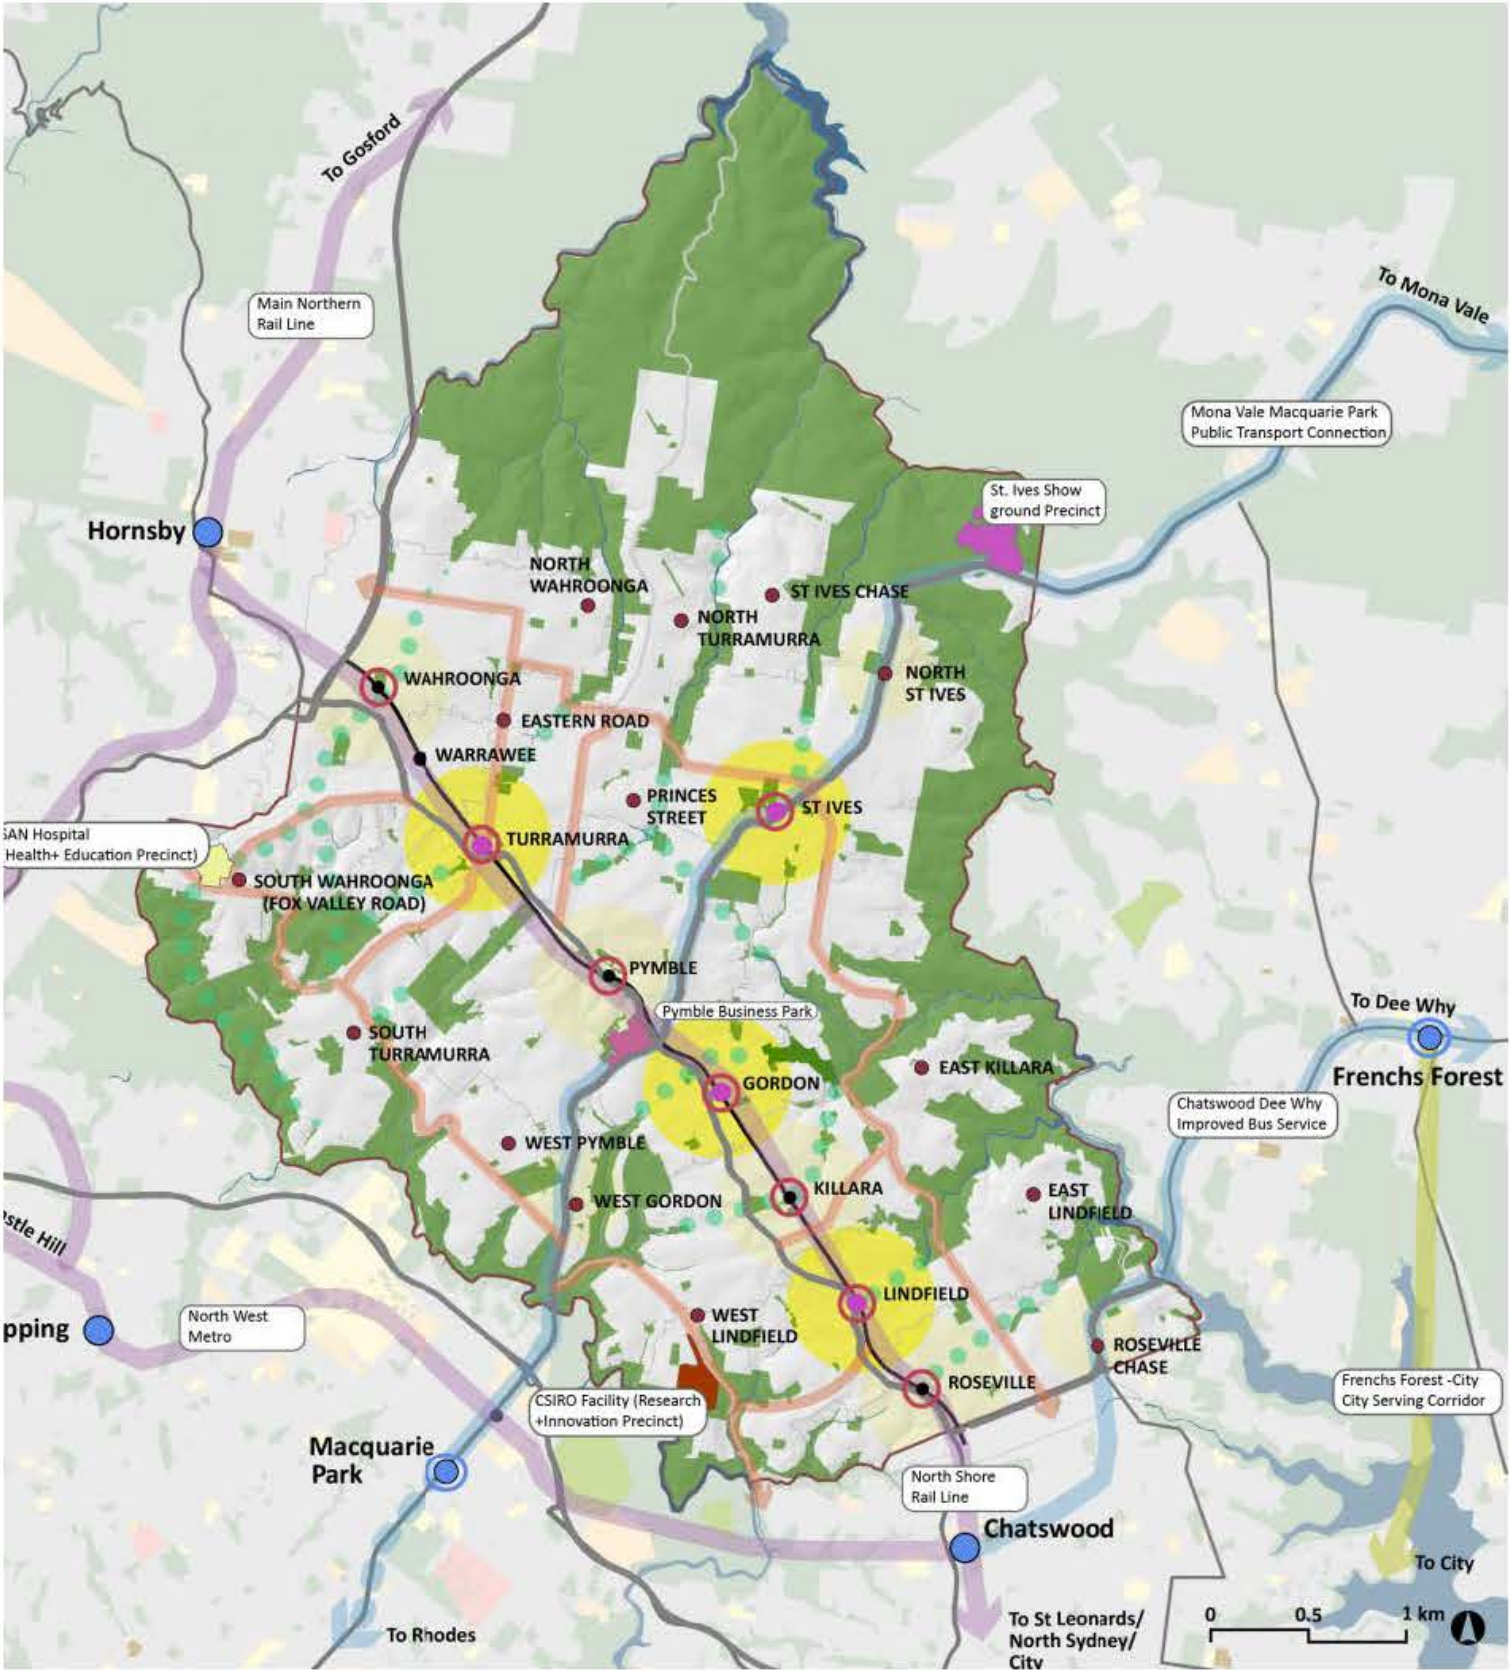 To Gosford
Main Northern
Rail Line
To Mona Vale
Mona Vale Macquarie Park
Public Transport Connection
St. Ives Show
ground Precinct
Hornsby
NORTH
WAHROONGA
ST IVES CHASE
NORTH
TURRAMURRA
NORTH
ST IVES
WAHROONGA
EASTERN ROAD
WARRAWEE
PRINCES
STREET
ST IVES
TURRAMURRA
SAN Hospital
Health+ Education Precinct)
SOUTH WAHROONGA
(FOX VALLEY ROAD)
PYMBLE
Pymble Business Park
SOUTH
TURRAMURRA
To Dee Why
Frenchs Forest
EAST KILLARA
GORDON
Chatswood Dee Why
Improved Bus Service
WEST PYMBLE
KILLARA
WEST GORDON
EAST
LINDFIELD
stle Hill
LINDFIELD
North West
Metro
pping
WEST
LINDFIELD
ROSEVILLE
CHASE
ROSEVILLE
Frenchs Forest -City
City Serving Corridor
CSIRO Facility (Research
+Innovation Precinct)
Macquarie
Park
North Shore
Rail Line
Chatswood
To City
To Rhodes
To St Leonards/
North Sydney/
City
0 0.5 1 km